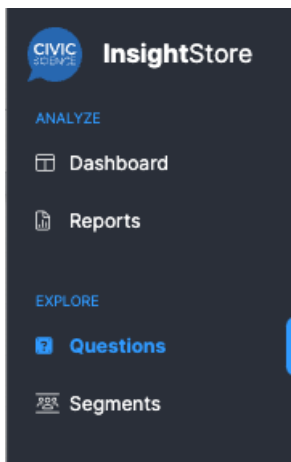 CIVIC
SCIENCE
InsightStore
ANALYZE
Dashboard
Reports
EXPLORE
Questions
Segments